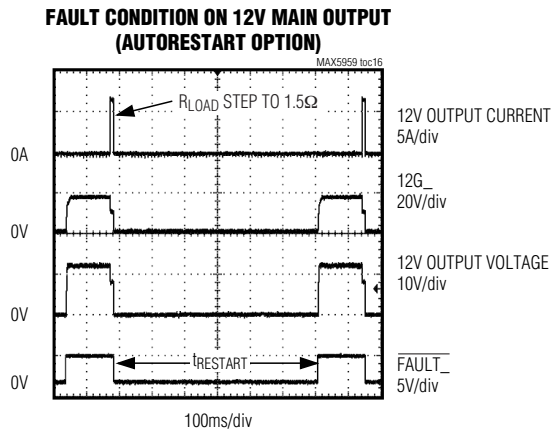 FAULT CONDITION ON 12V MAIN OUTPUT
(AUTORESTART OPTION)
MAX5959 toc16
RLOAD STEP TO 1.5Ω
12V OUTPUT CURRENT
5A/div
0A
12G_
20V/div
0V
12V OUTPUT VOLTAGE
10V/div
0V
tRESTART
FAULT_
5V/div
0V
100ms/div